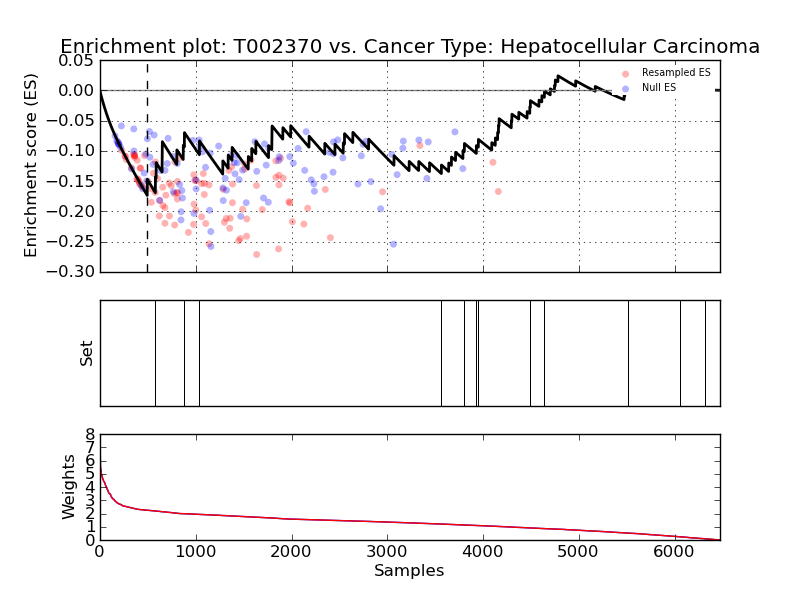 Enrichment plot: T002370 vs. Cancer Type: Hepatocellular Carcinoma
Enrichment score (ES)
0.05
0.00
−0.05
−0.10
−0.15
−0.20
−0.25
−0.30
Resampled ES
Null ES
Set
Weights
8
7
6
5
4
3
2
1
0
0 1000 2000 3000 4000 5000 6000
Samples